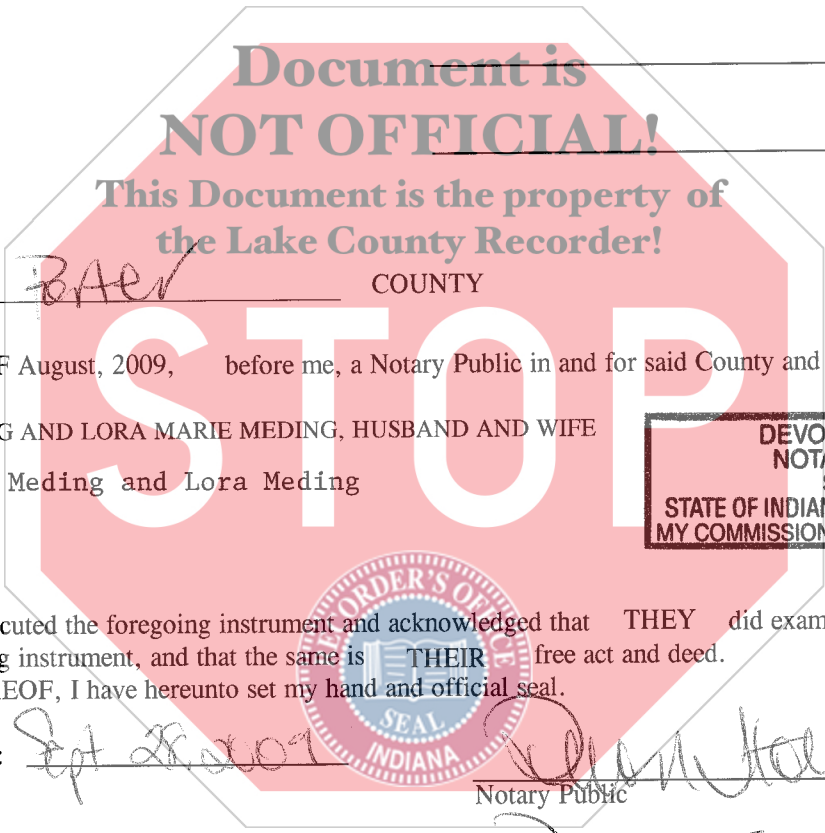 Document is
NOT OFFICIAL!
This Document is the property of
the Lake County Recorder!
Porter COUNTY
STOP
F August, 2009, before me, a Notary Public in and for said County and
G AND LORA MARIE MEDING, HUSBAND AND WIFE
Meding and Lora Meding
DEVO
NOTA
S
STATE OF INDIAN
MY COMMISSION
cuted the foregoing instrument and acknowledged that THEY did exam
g instrument, and that the same is THEIR free act and deed.
EOF, I have hereunto set my hand and official seal.
RECORDER'S OFFICE
SEAL
INDIANA
: Sept 28, 2009
Notary Public